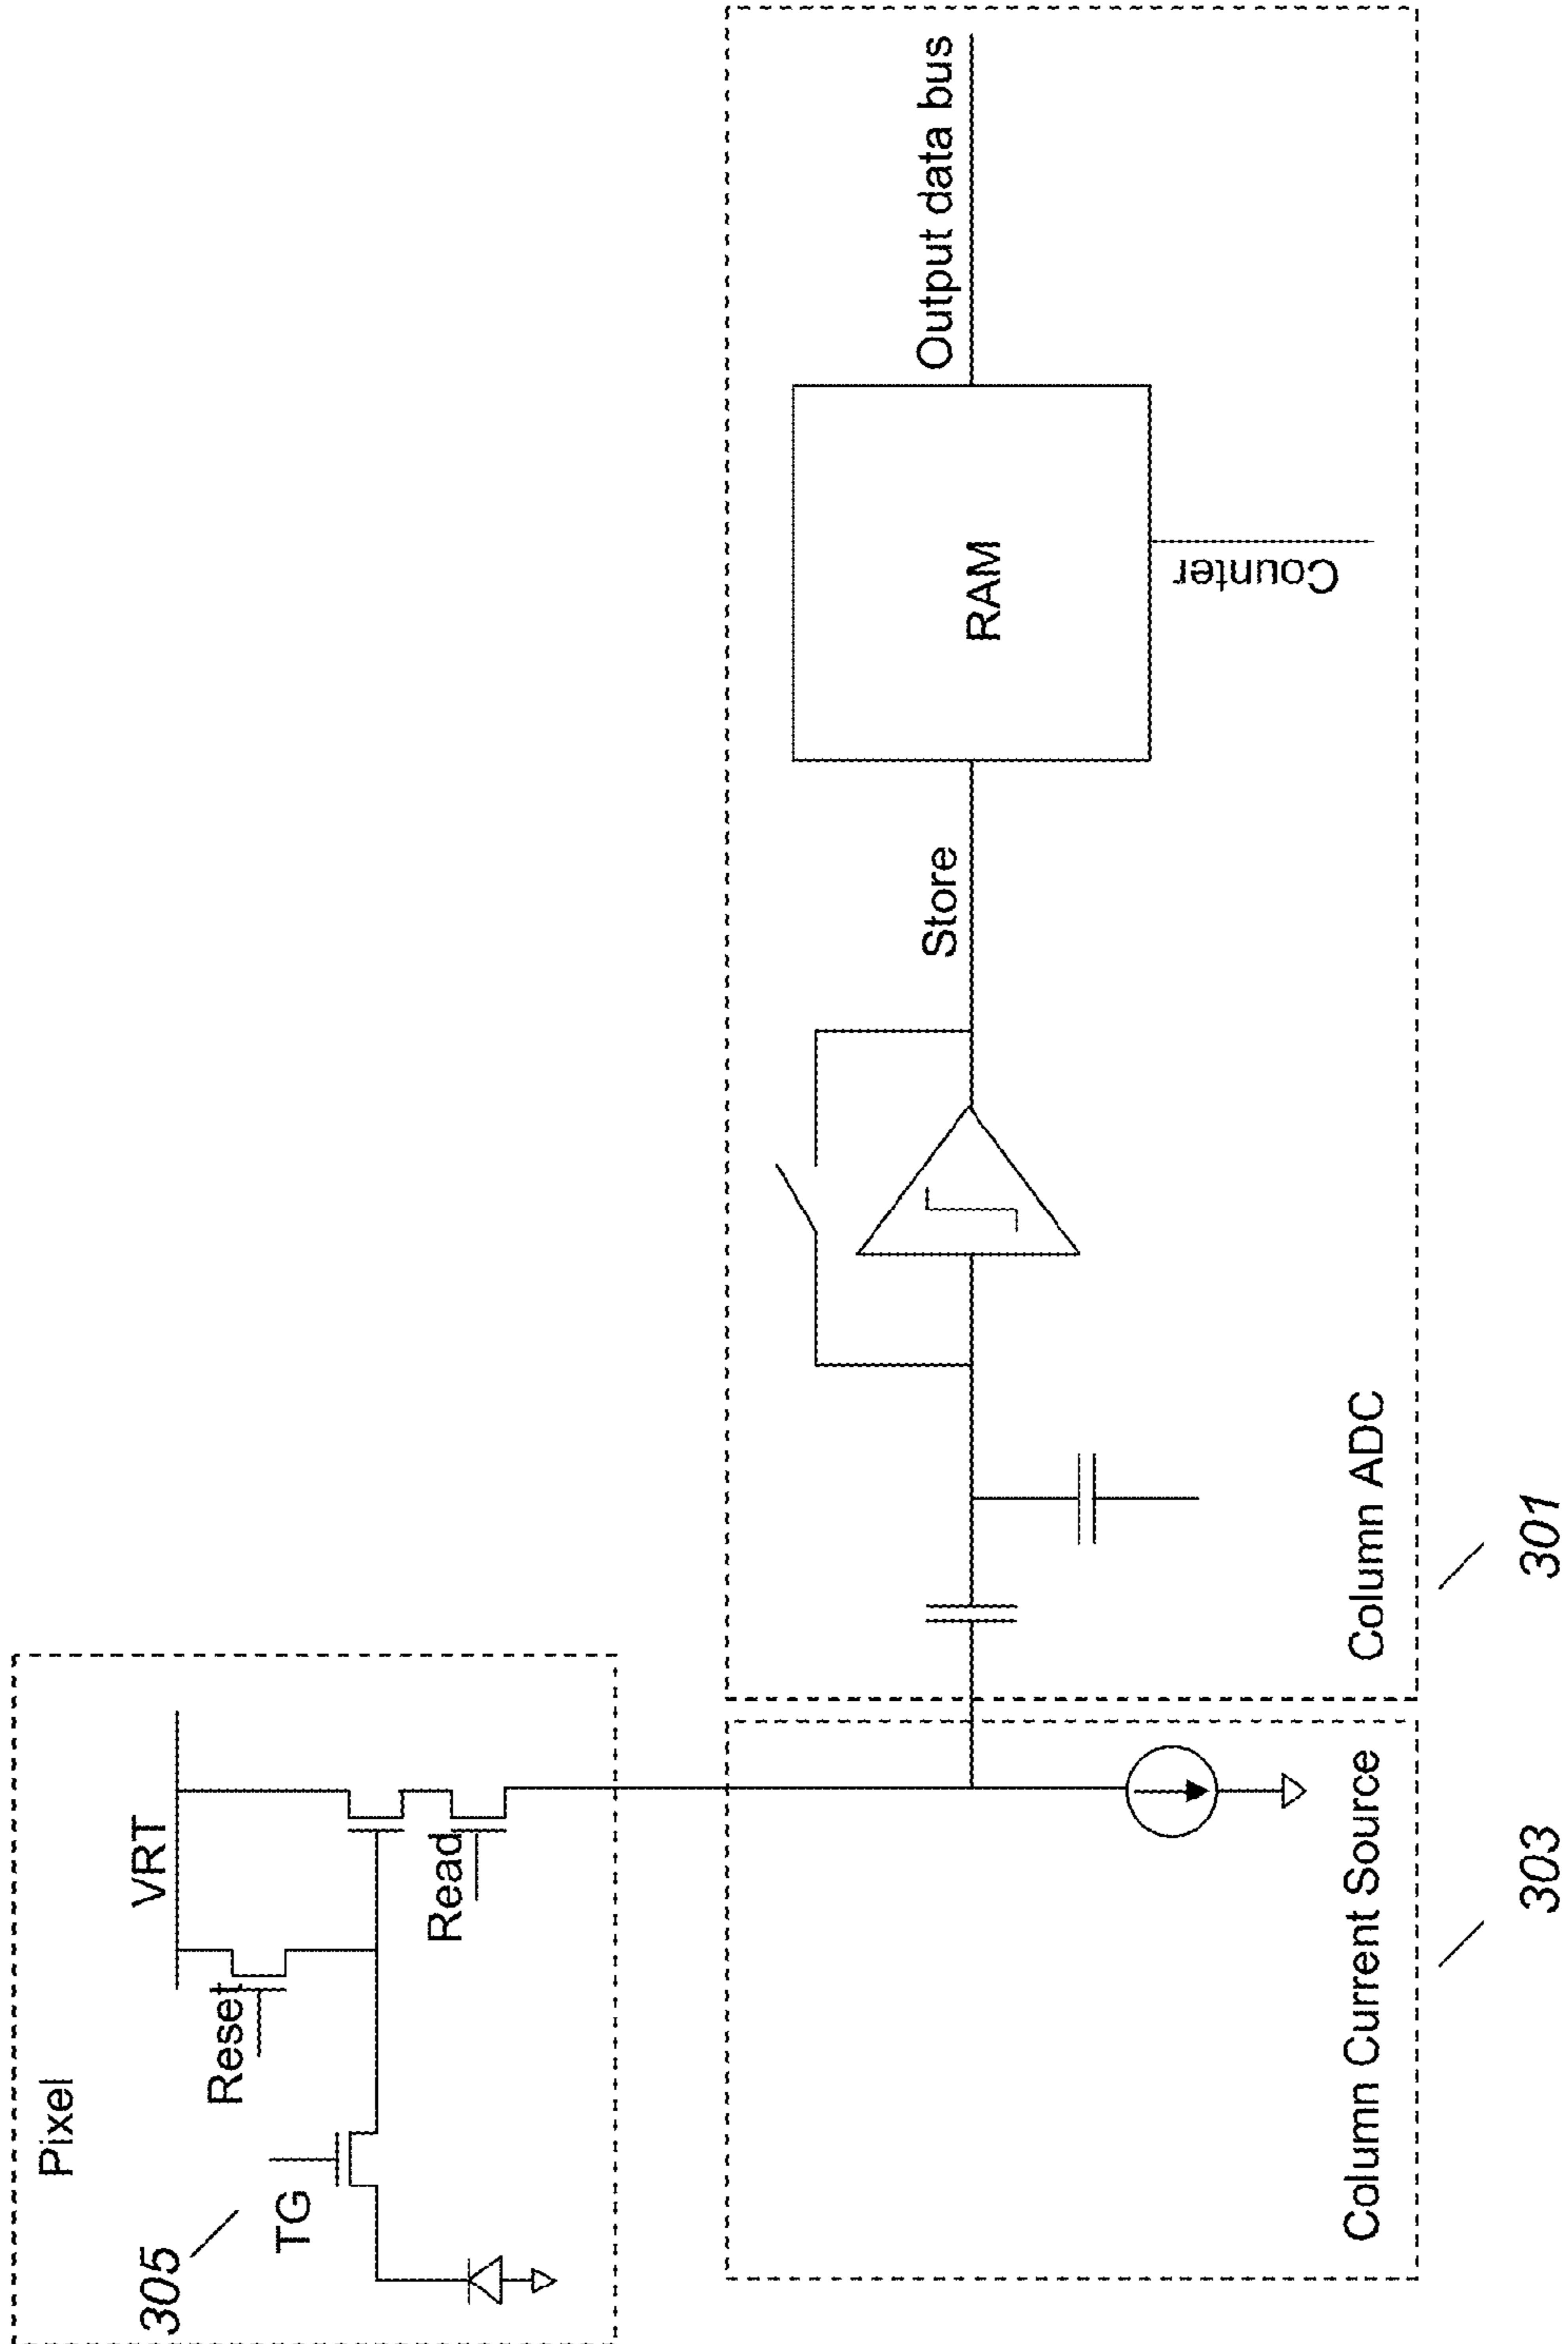 305
Pixel
VRT
Reset
TG
Read
Column Current Source
303
Column ADC
301
Store
RAM
Counter
Output data bus